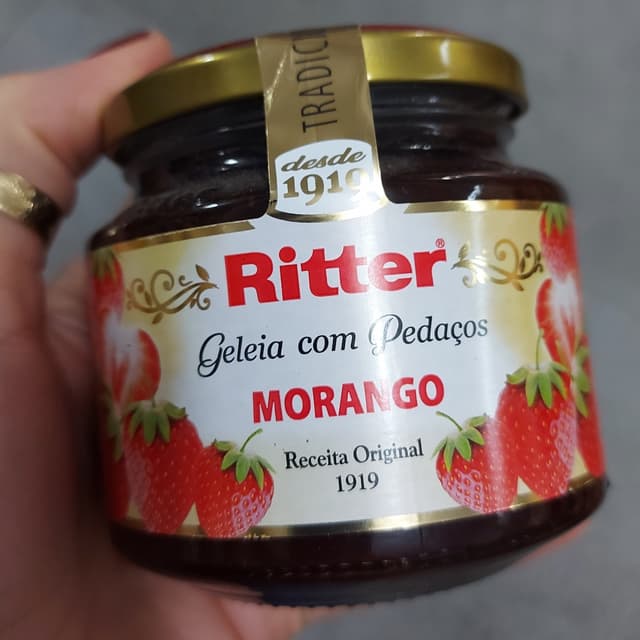 TRADIC
desde
1919
Ritter®
Geleia com Pedaços
MORANGO
Receita Original
1919